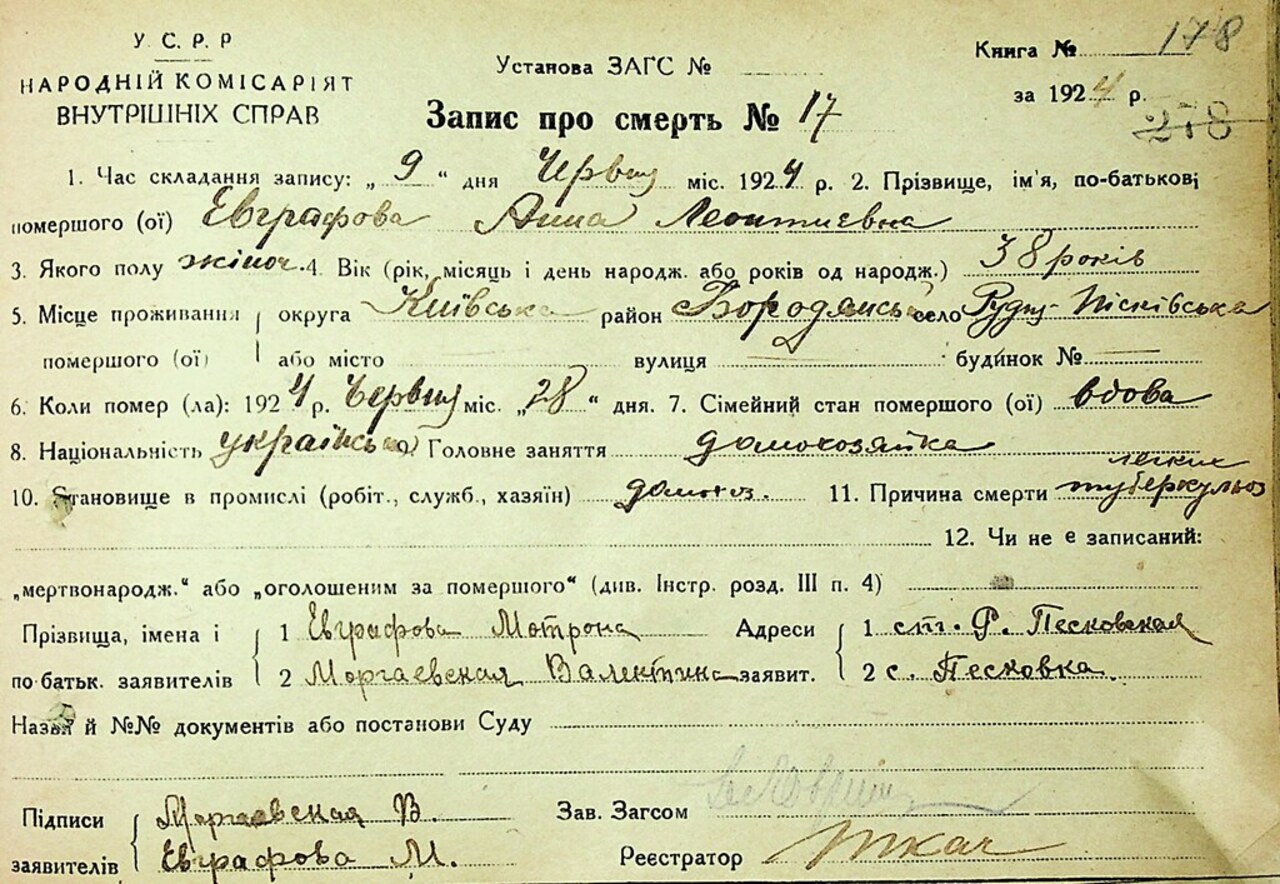 У. С. Р. Р
НАРОДНІЙ КОМІСАРІЯТ
ВНУТРІШНІХ СПРАВ
Установа ЗАГС №
Книга № 178
за 1924 р.
278
Запис про смерть № 17
1. Час складання запису: „ 9 “ дня Червня міс. 1924 р. 2. Прізвище, ім'я, по-батькові
помершого (ої) Евграфова Анна Леонтиевна
3. Якого полу жіноч. 4. Вік (рік, місяць і день народж. або років од народж.) 38 років
5. Місце проживання помершого (ої) округа Київська район Бородянськ село Рудня-Пісківська
або місто вулиця будинок №
6. Коли помер (ла): 1924 р. Червня міс. „28“ дня. 7. Сімейний стан помершого (ої) вдова
8. Національність українська 9. Головне заняття домохозяйка
10. Становище в промислі (робіт., служб., хазяїн) домохоз. 11. Причина смерти туберкульоз легких
12. Чи не є записаний:
„мертвонародж.“ або „оголошеним за помершого“ (див. Інстр. розд. III п. 4)
Прізвища, імена і по батьк. заявителів 1 Евграфова Мотрона Адреси заявит. 1 ст. Р. Песковская
2 Моргаевская Валентина 2 с. Песковка.
Назви й №№ документів або постанови Суду
Підписи заявителів Моргаевская В. Зав. Загсом
Евграфова М. Реєстратор Ткач